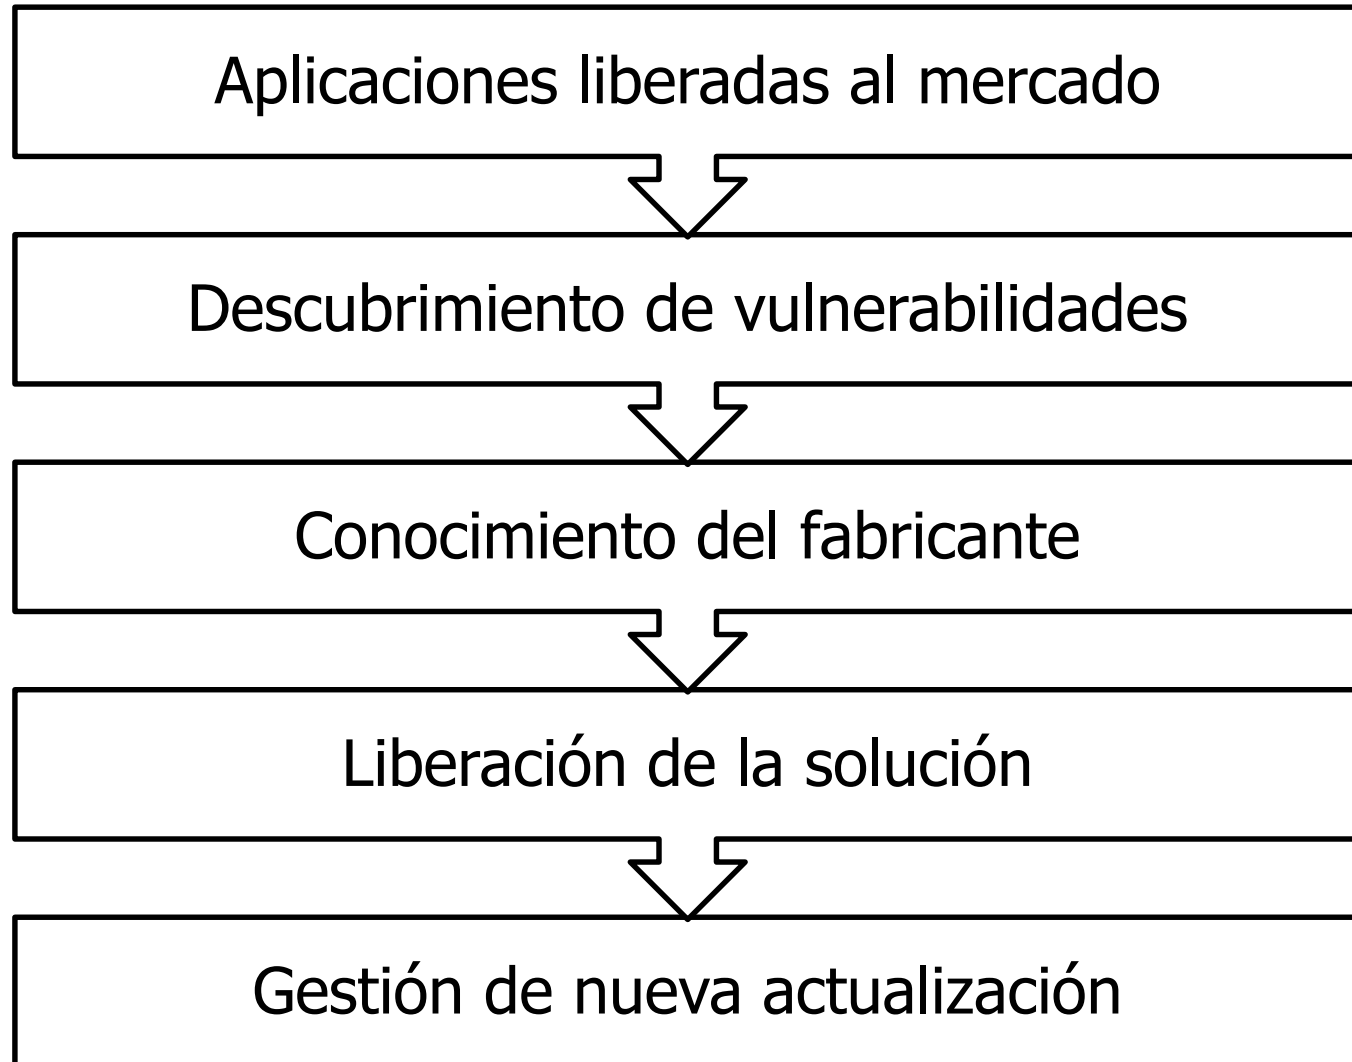 Aplicaciones liberadas al mercado
Descubrimiento de vulnerabilidades
Conocimiento del fabricante
Liberación de la solución
Gestión de nueva actualización